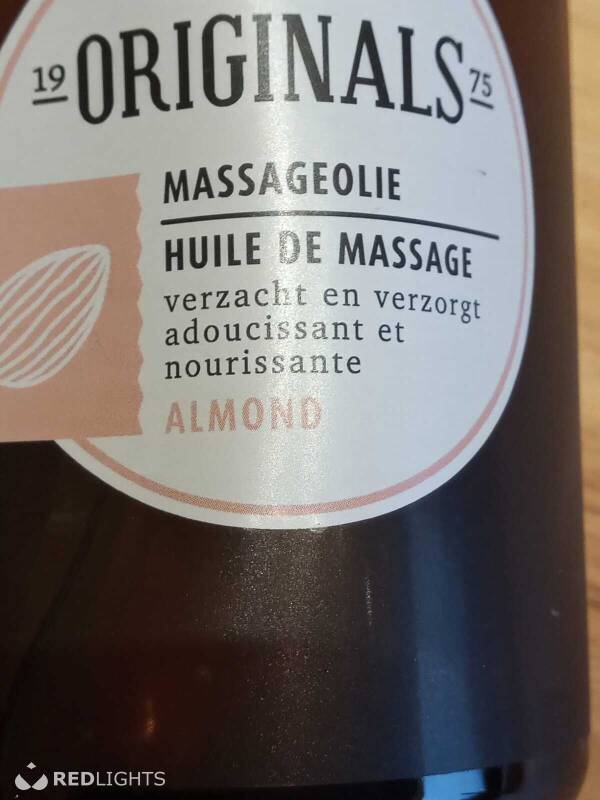 19 ORIGINALS 75
MASSAGEOLIE
HUILE DE MASSAGE
verzacht en verzorgt
adoucissant et
nourissante
ALMOND
REDLIGHTS